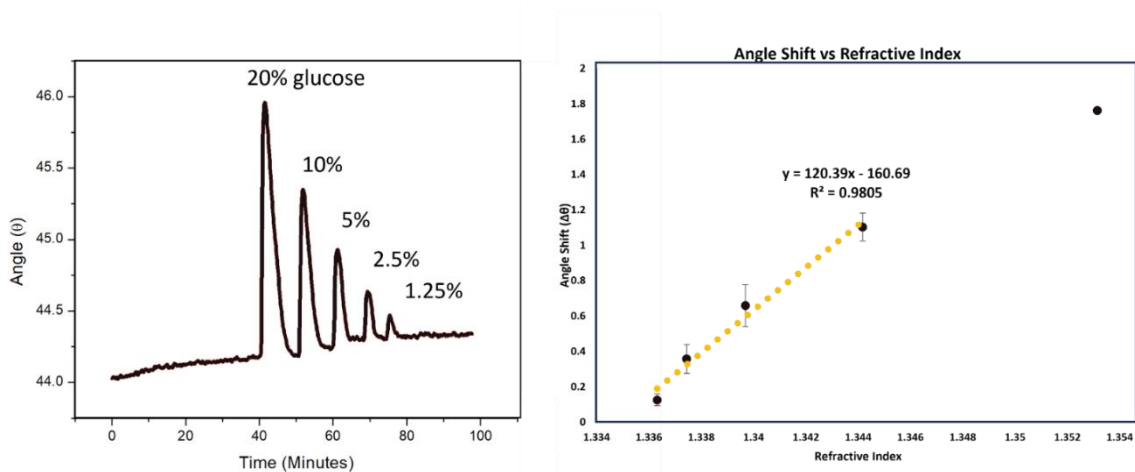 20% glucose
10%
5%
2.5%
1.25%
46.0
45.5
45.0
44.5
44.0
Angle (θ)
0 20 40 60 80 100
Time (Minutes)
Angle Shift vs Refractive Index
2
1.8
1.6
1.4
1.2
1
0.8
0.6
0.4
0.2
0
Angle Shift (Δθ)
y = 120.39x - 160.69
R² = 0.9805
1.334 1.336 1.338 1.34 1.342 1.344 1.346 1.348 1.35 1.352 1.354
Refractive Index